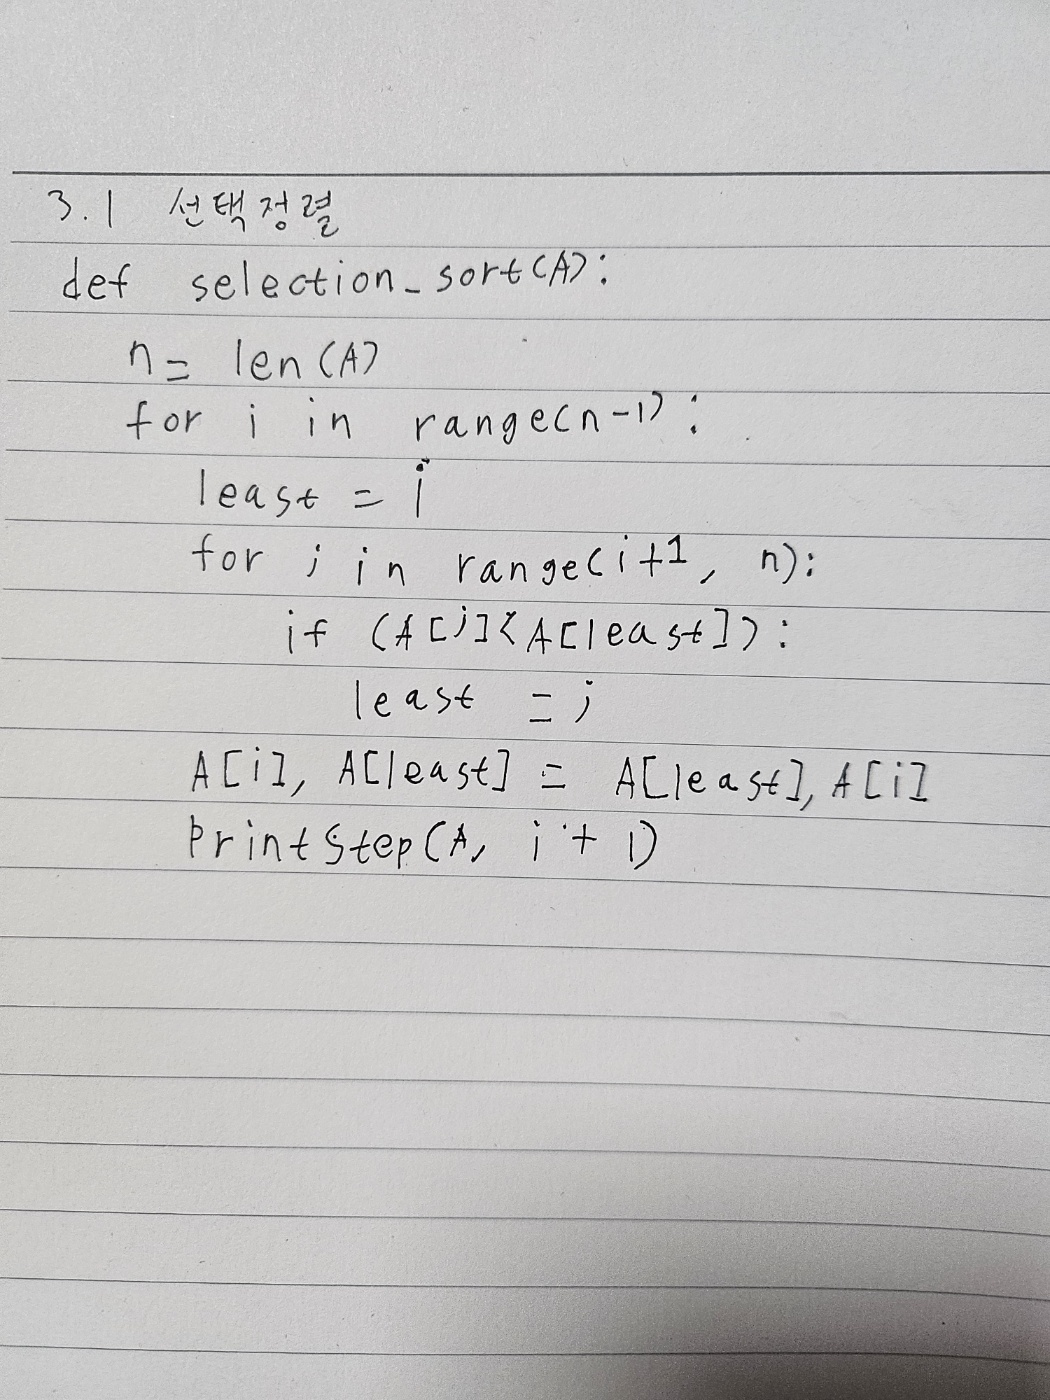 3.1 선택정렬
def selection_sort(A):
n = len(A)
for i in range(n-1):
least = i
for j in range(i+1, n):
if (A[j]<A[least]):
least = j
A[i], A[least] = A[least], A[i]
printStep(A, i+1)